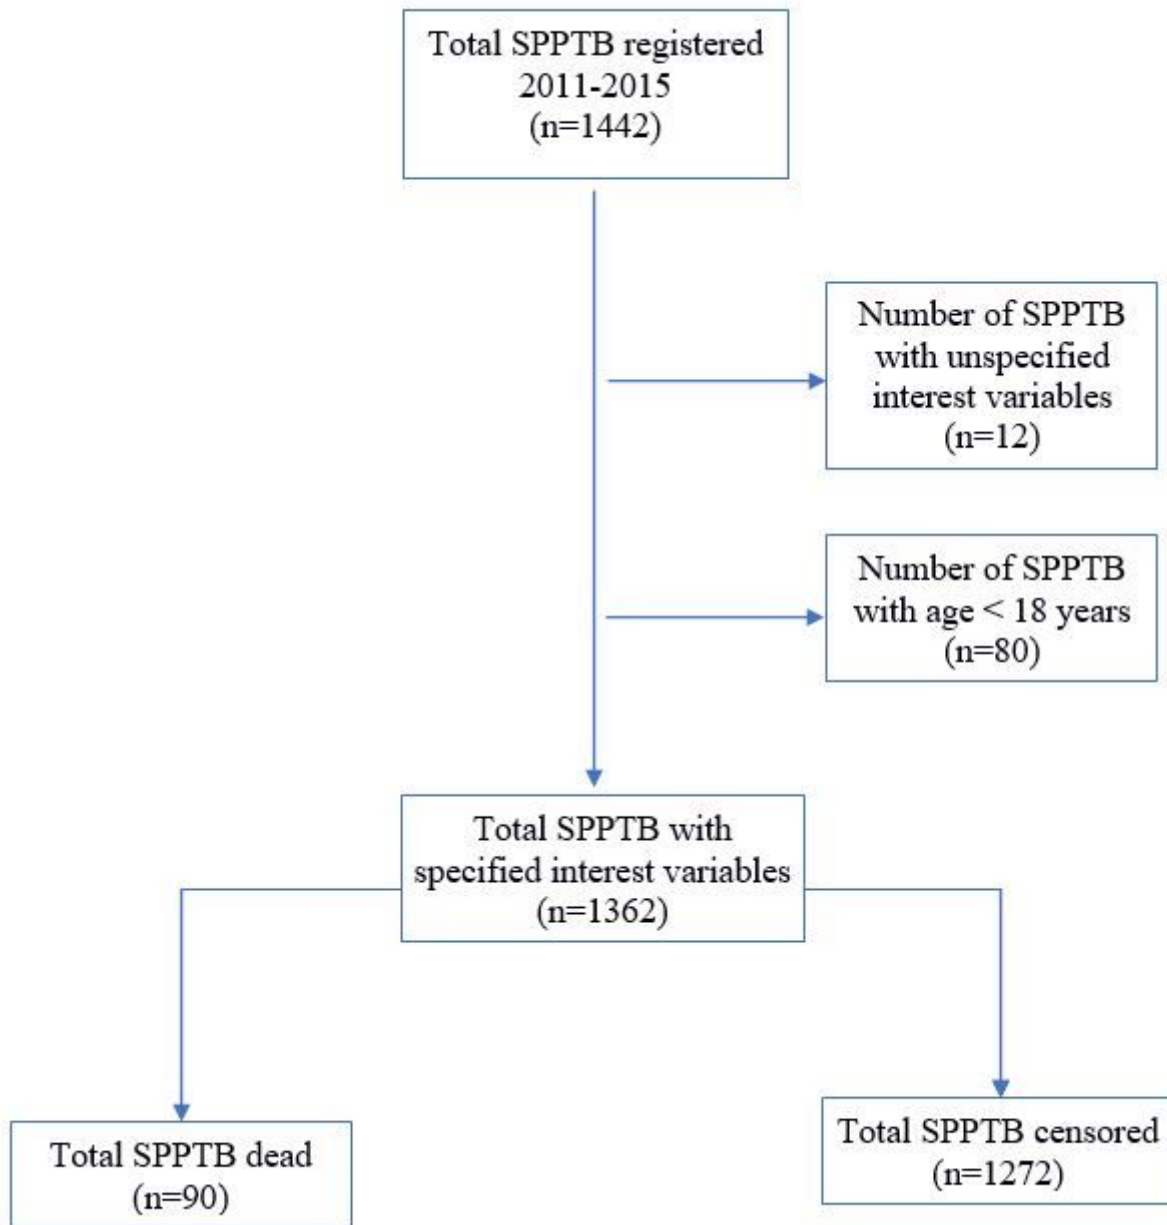 Total SPPTB registered
2011-2015
(n=1442)
Number of SPPTB
with unspecified
interest variables
(n=12)
Number of SPPTB
with age < 18 years
(n=80)
Total SPPTB with
specified interest variables
(n=1362)
Total SPPTB dead
(n=90)
Total SPPTB censored
(n=1272)